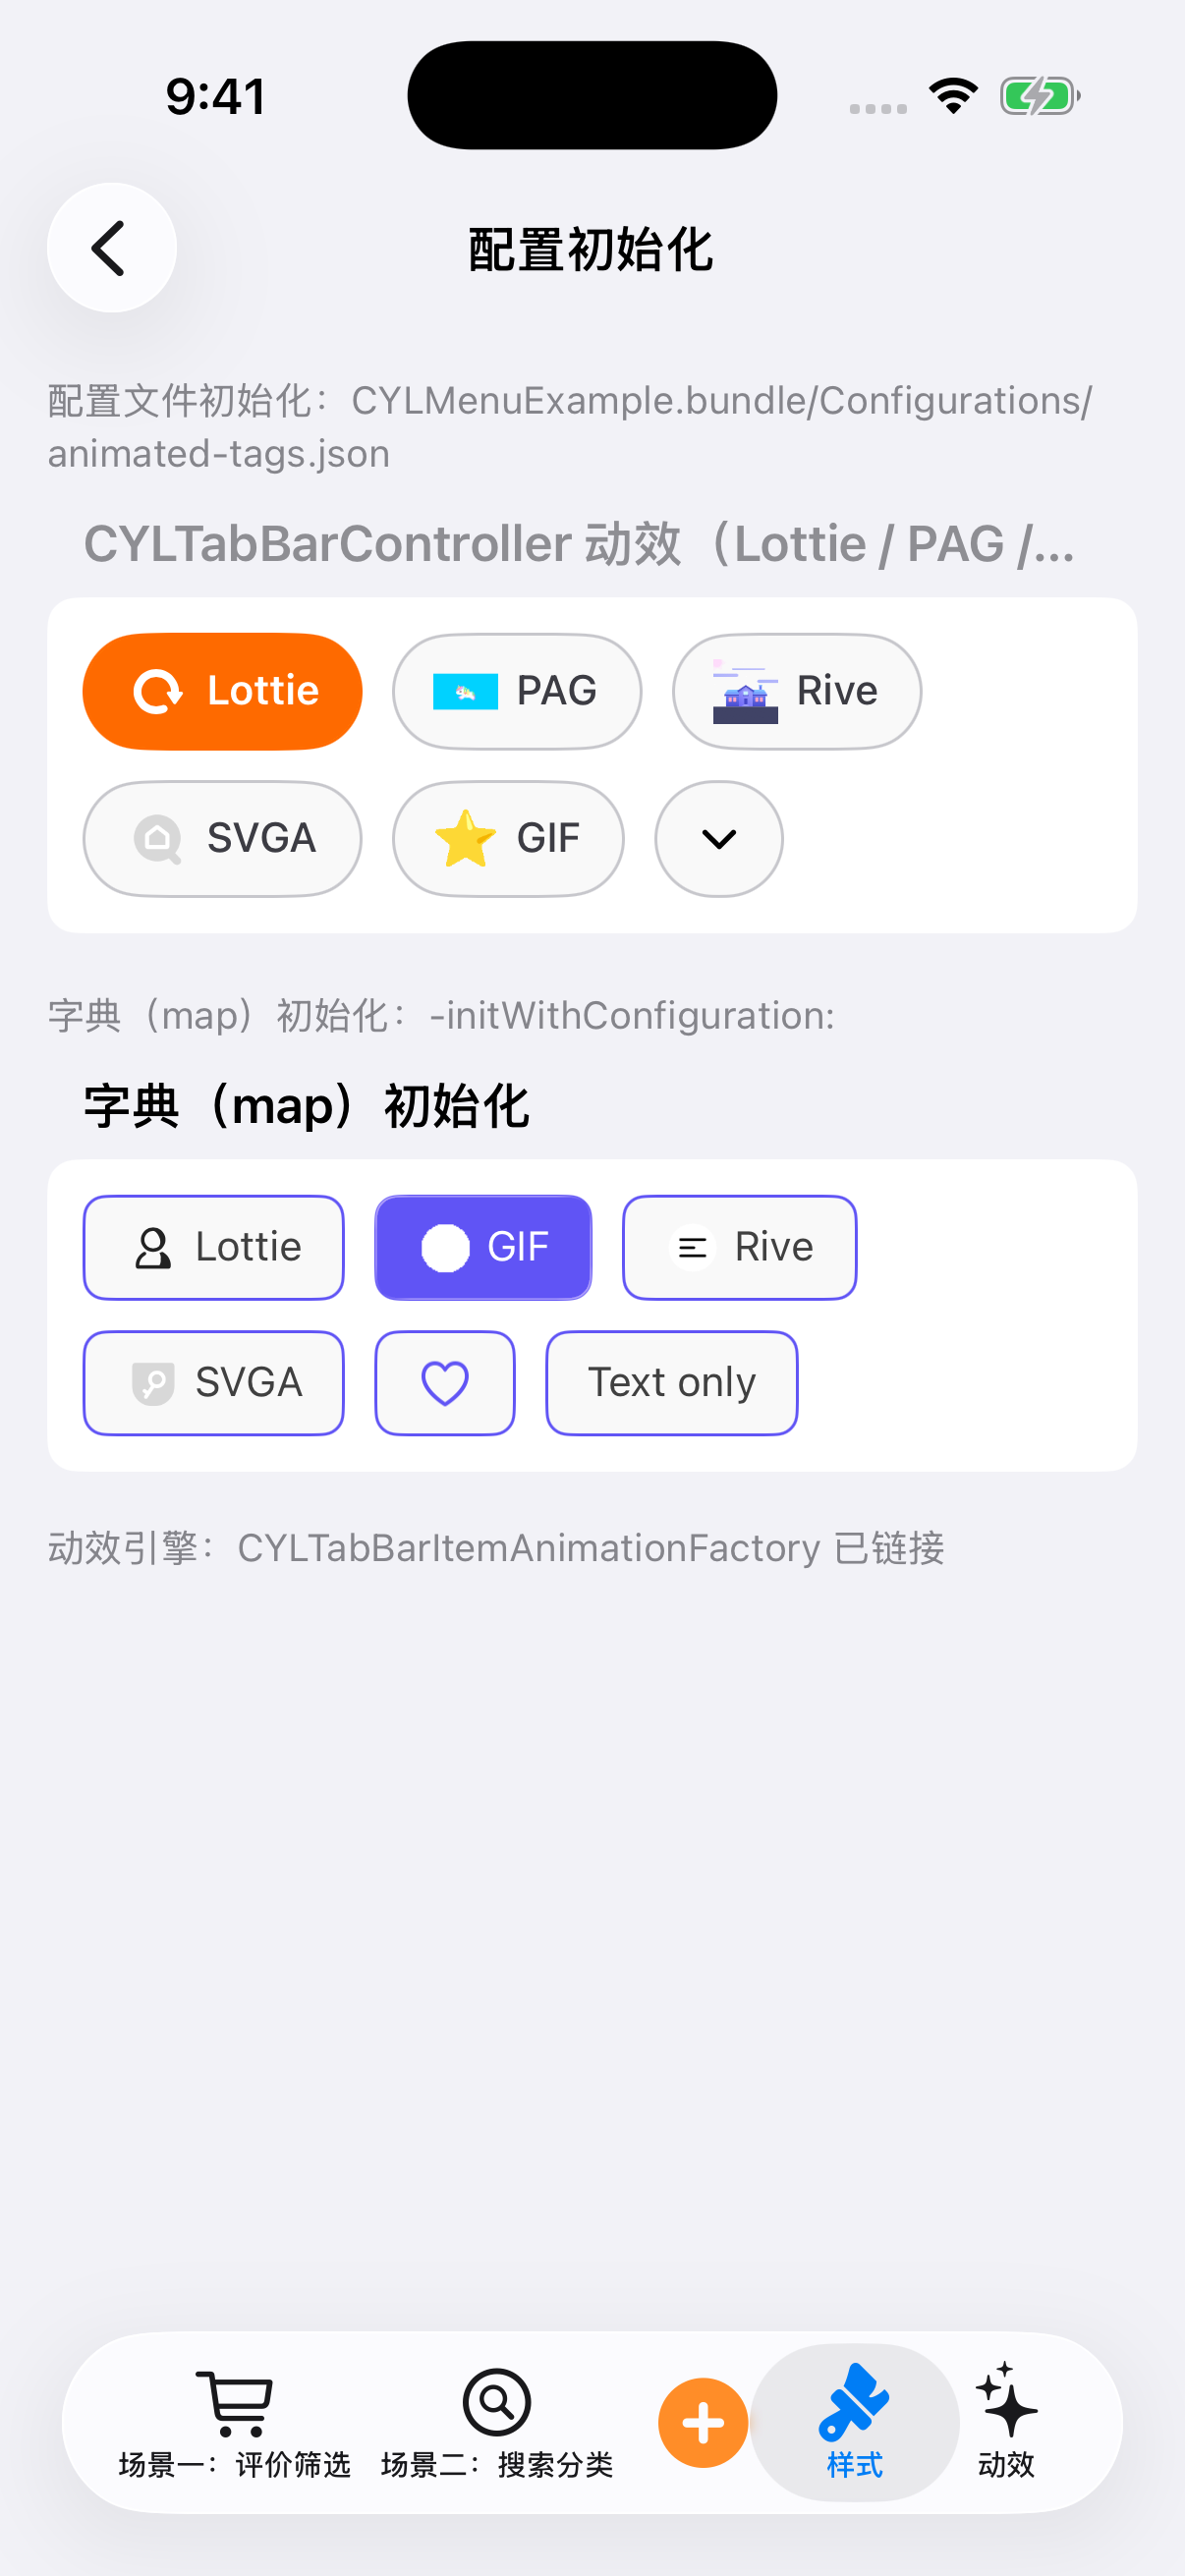 9:41
配置初始化
配置文件初始化：CYLMenuExample.bundle/Configurations/
animated-tags.json
CYLTabBarController 动效（Lottie / PAG /...
Lottie
PAG
Rive
SVGA
GIF
字典（map）初始化：-initWithConfiguration:
字典（map）初始化
Lottie
GIF
Rive
SVGA
Text only
动效引擎：CYLTabBarItemAnimationFactory 已链接
场景一：评价筛选
场景二：搜索分类
样式
动效